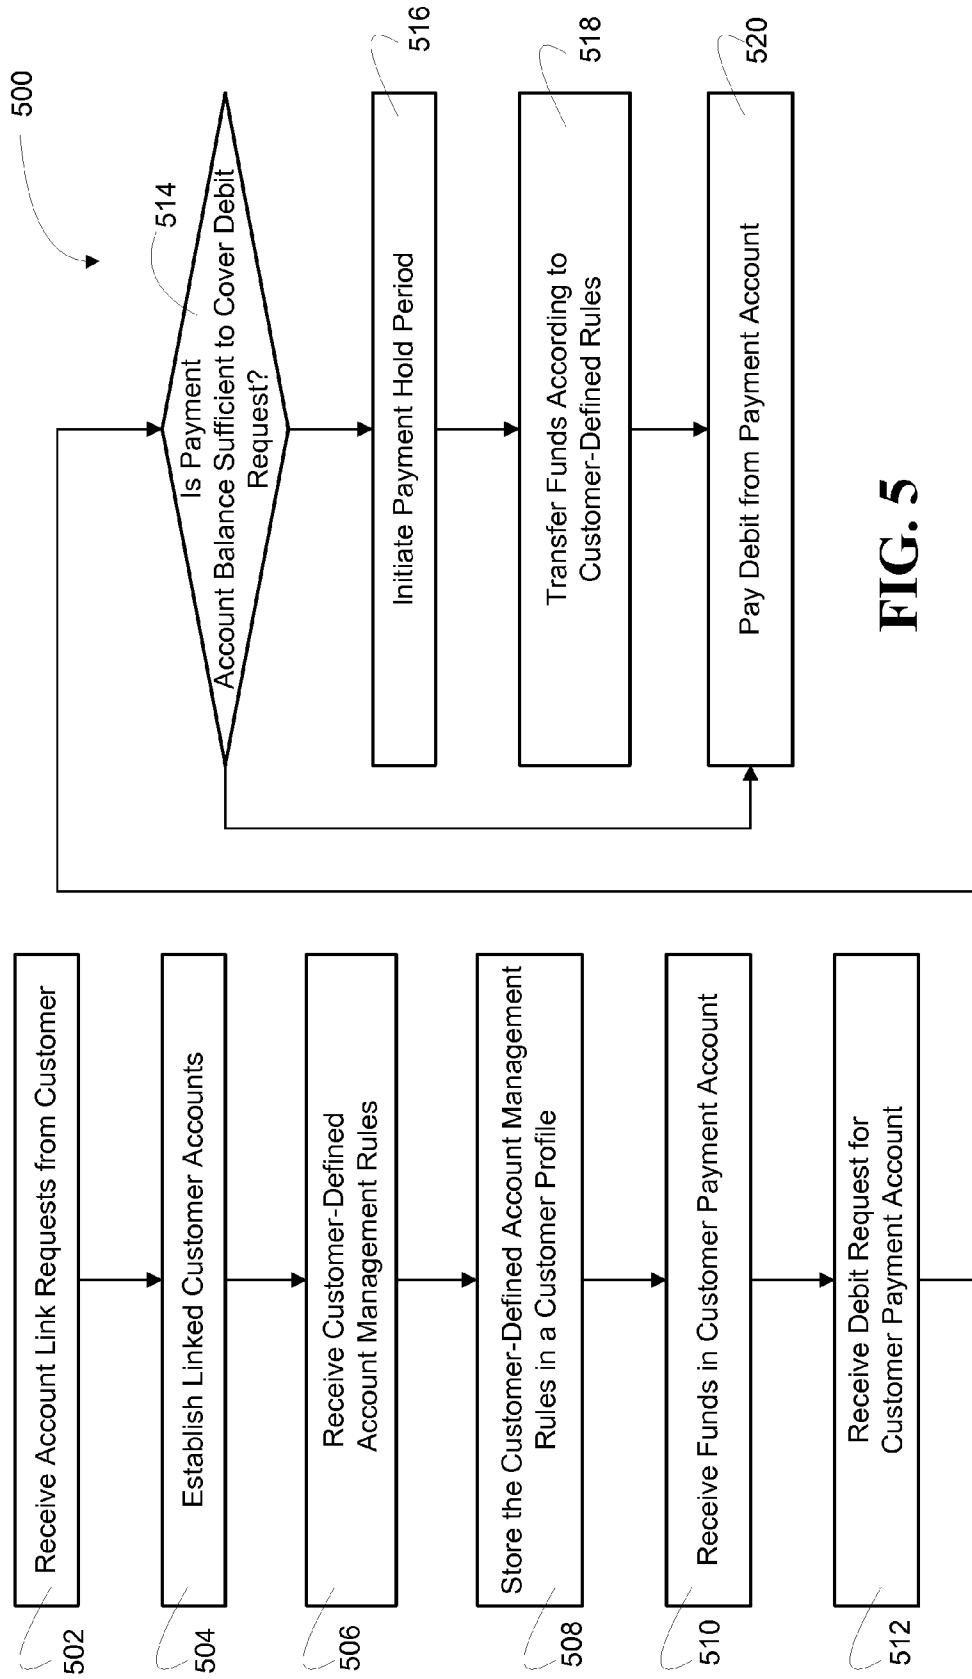 500
502
Receive Account Link Requests from Customer
504
Establish Linked Customer Accounts
506
Receive Customer-Defined
Account Management Rules
508
Store the Customer-Defined Account Management
Rules in a Customer Profile
510
Receive Funds in Customer Payment Account
512
Receive Debit Request for
Customer Payment Account
514
Is Payment
Account Balance Sufficient to Cover Debit
Request?
516
Initiate Payment Hold Period
518
Transfer Funds According to
Customer-Defined Rules
520
Pay Debit from Payment Account
FIG. 5